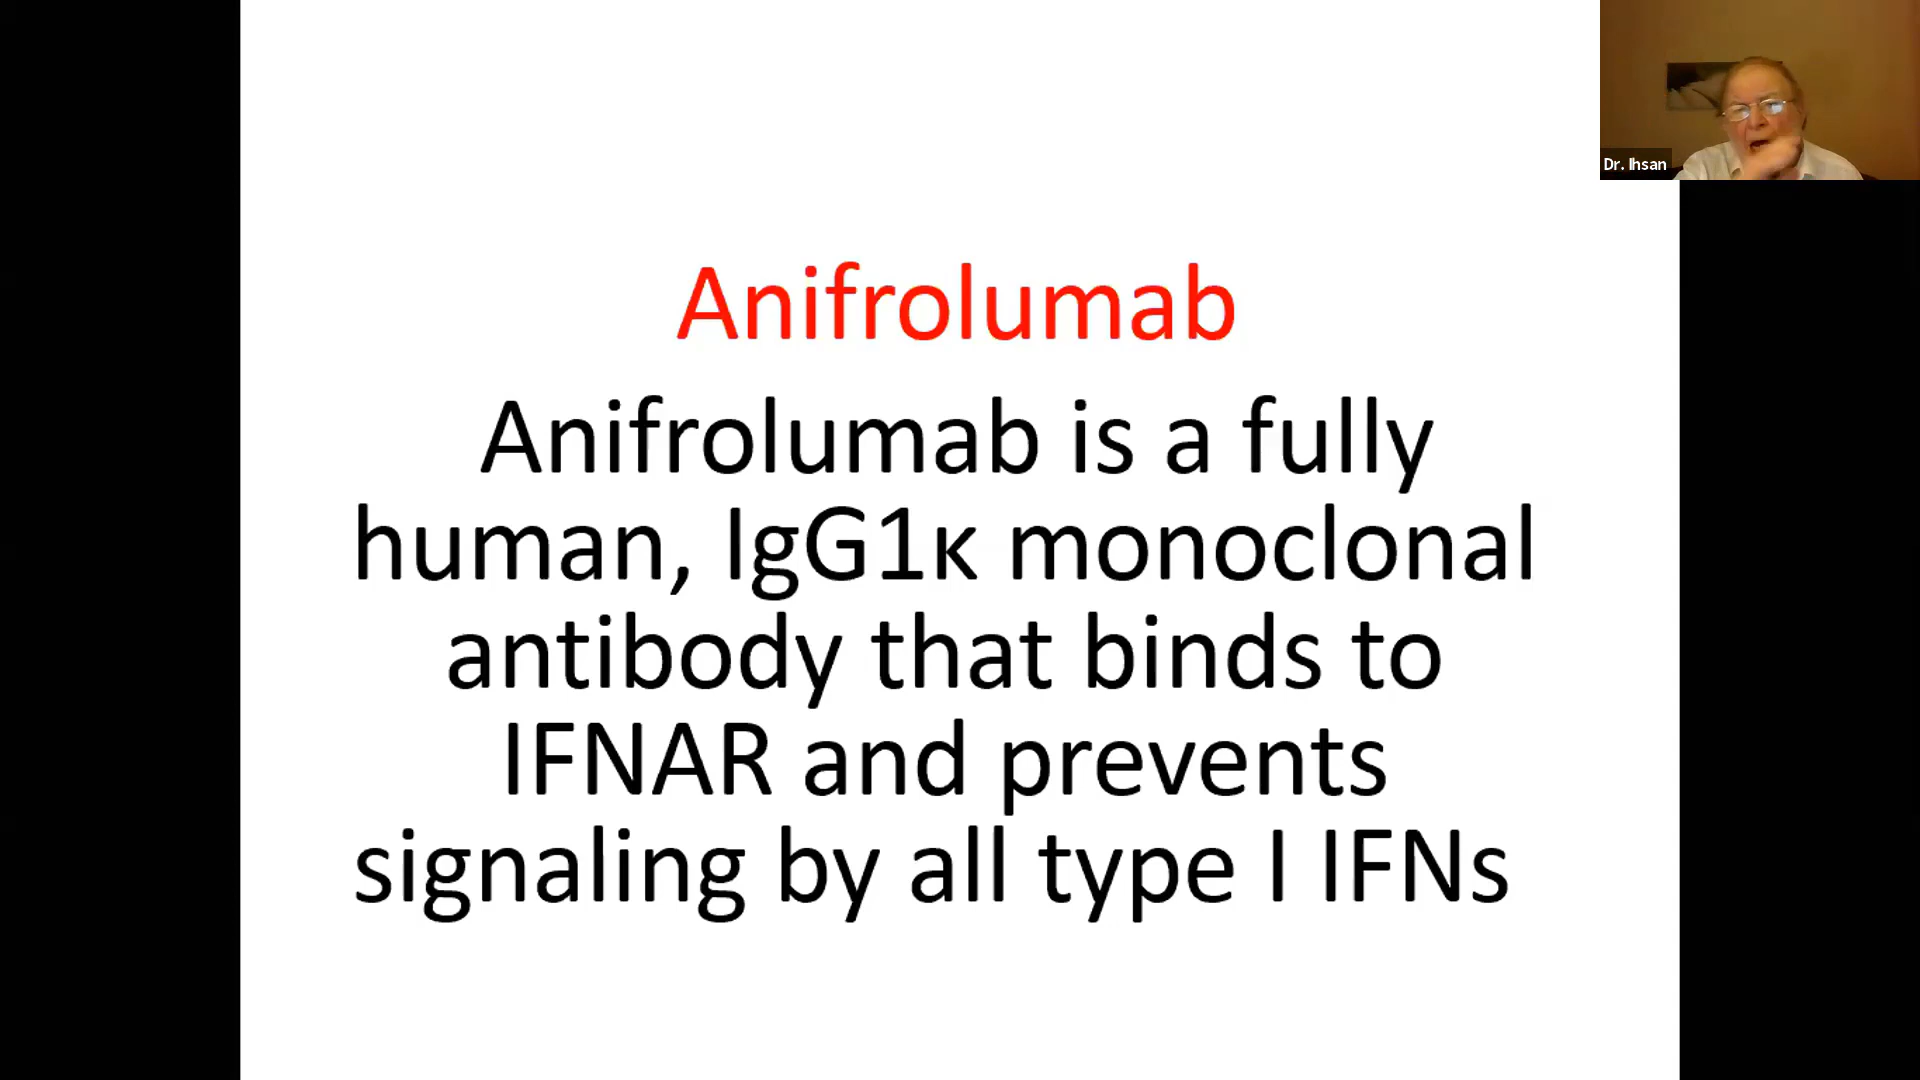 Dr. Ihsan
Anifrolumab
Anifrolumab is a fully
human, IgG1κ monoclonal
antibody that binds to
IFNAR and prevents
signaling by all type I IFNs